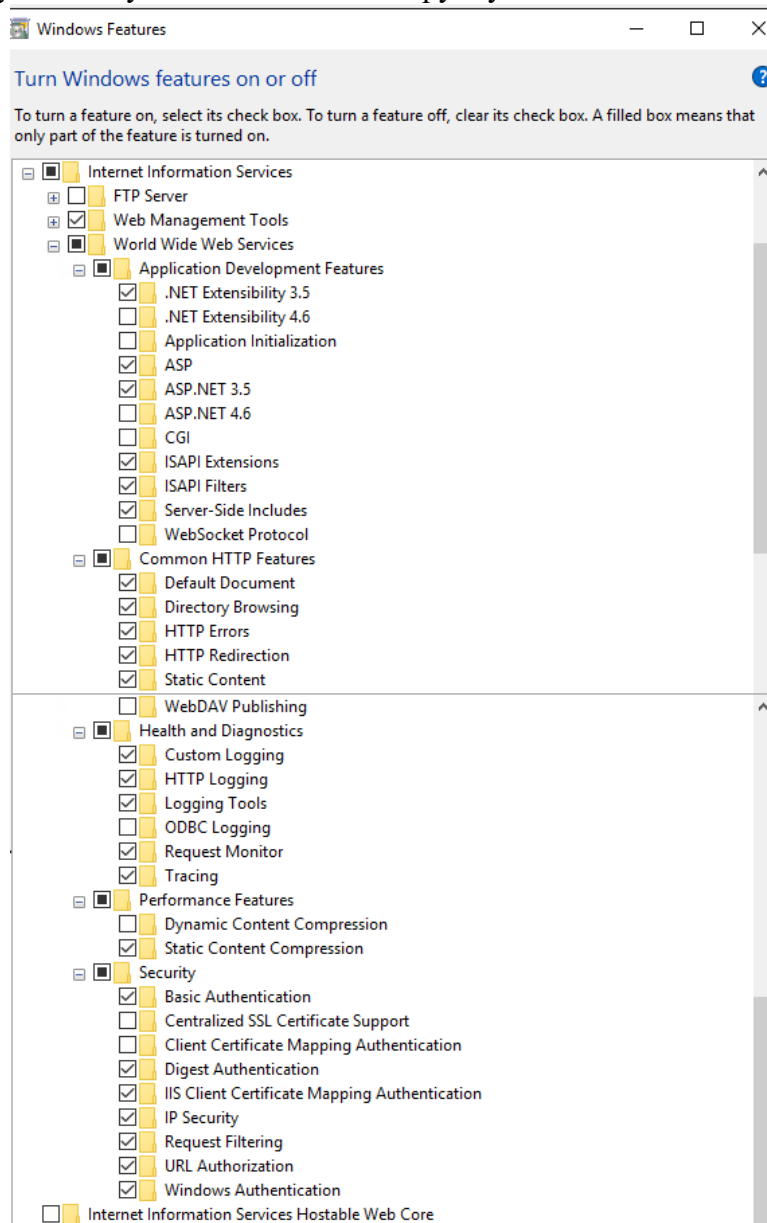 Windows Features
Turn Windows features on or off
?
To turn a feature on, select its check box. To turn a feature off, clear its check box. A filled box means that
only part of the feature is turned on.
Internet Information Services
FTP Server
Web Management Tools
World Wide Web Services
Application Development Features
.NET Extensibility 3.5
.NET Extensibility 4.6
Application Initialization
ASP
ASP.NET 3.5
ASP.NET 4.6
CGI
ISAPI Extensions
ISAPI Filters
Server-Side Includes
WebSocket Protocol
Common HTTP Features
Default Document
Directory Browsing
HTTP Errors
HTTP Redirection
Static Content
WebDAV Publishing
Health and Diagnostics
Custom Logging
HTTP Logging
Logging Tools
ODBC Logging
Request Monitor
Tracing
Performance Features
Dynamic Content Compression
Static Content Compression
Security
Basic Authentication
Centralized SSL Certificate Support
Client Certificate Mapping Authentication
Digest Authentication
IIS Client Certificate Mapping Authentication
IP Security
Request Filtering
URL Authorization
Windows Authentication
Internet Information Services Hostable Web Core